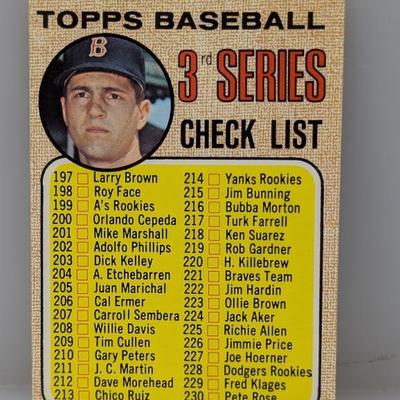 TOPPS BASEBALL
B
3rd SERIES
CHECK LIST
197 Larry Brown
198 Roy Face
199 A's Rookies
200 Orlando Cepeda
201 Mike Marshall
202 Adolfo Phillips
203 Dick Kelley
204 A. Etchebarren
205 Juan Marichal
206 Cal Ermer
207 Carroll Sembera
208 Willie Davis
209 Tim Cullen
210 Gary Peters
211 J. C. Martin
212 Dave Morehead
213 Chico Ruiz
214 Yanks Rookies
215 Jim Bunning
216 Bubba Morton
217 Turk Farrell
218 Ken Suarez
219 Rob Gardner
220 H. Killebrew
221 Braves Team
222 Jim Hardin
223 Ollie Brown
224 Jack Aker
225 Richie Allen
226 Jimmie Price
227 Joe Hoerner
228 Dodgers Rookies
229 Fred Klages
230 Pete Rose